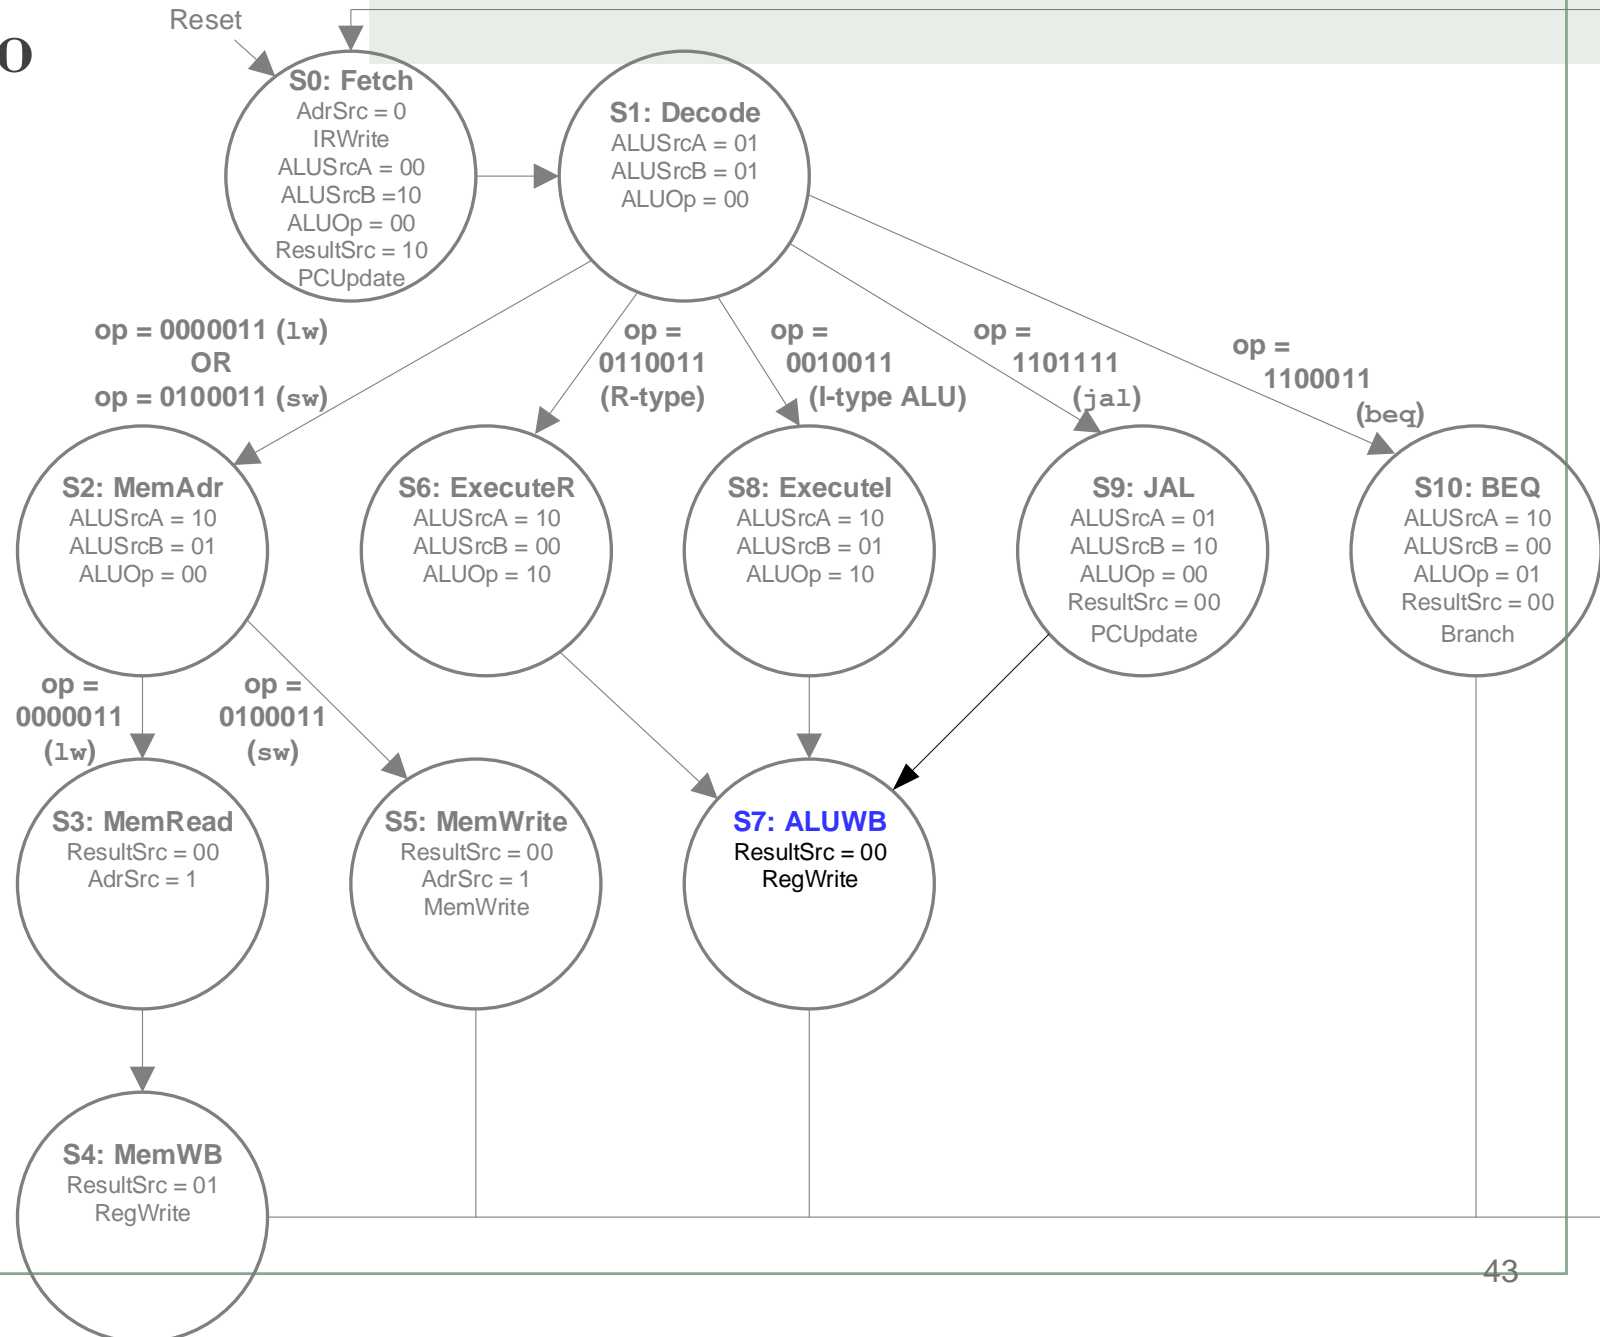 Reset
o
S0: Fetch
AdrSrc = 0
IRWrite
ALUSrcA = 00
ALUSrcB =10
ALUOp = 00
ResultSrc = 10
PCUpdate
S1: Decode
ALUSrcA = 01
ALUSrcB = 01
ALUOp = 00
op = 0000011 (lw)
OR
op = 0100011 (sw)
op =
0110011
(R-type)
op =
0010011
(I-type ALU)
op =
1101111
(jal)
op =
1100011
(beq)
S2: MemAdr
ALUSrcA = 10
ALUSrcB = 01
ALUOp = 00
S6: ExecuteR
ALUSrcA = 10
ALUSrcB = 00
ALUOp = 10
S8: ExecuteI
ALUSrcA = 10
ALUSrcB = 01
ALUOp = 10
S9: JAL
ALUSrcA = 01
ALUSrcB = 10
ALUOp = 00
ResultSrc = 00
PCUpdate
S10: BEQ
ALUSrcA = 10
ALUSrcB = 00
ALUOp = 01
ResultSrc = 00
Branch
op =
0000011
(lw)
op =
0100011
(sw)
S3: MemRead
ResultSrc = 00
AdrSrc = 1
S5: MemWrite
ResultSrc = 00
AdrSrc = 1
MemWrite
S7: ALUWB
ResultSrc = 00
RegWrite
S4: MemWB
ResultSrc = 01
RegWrite
43